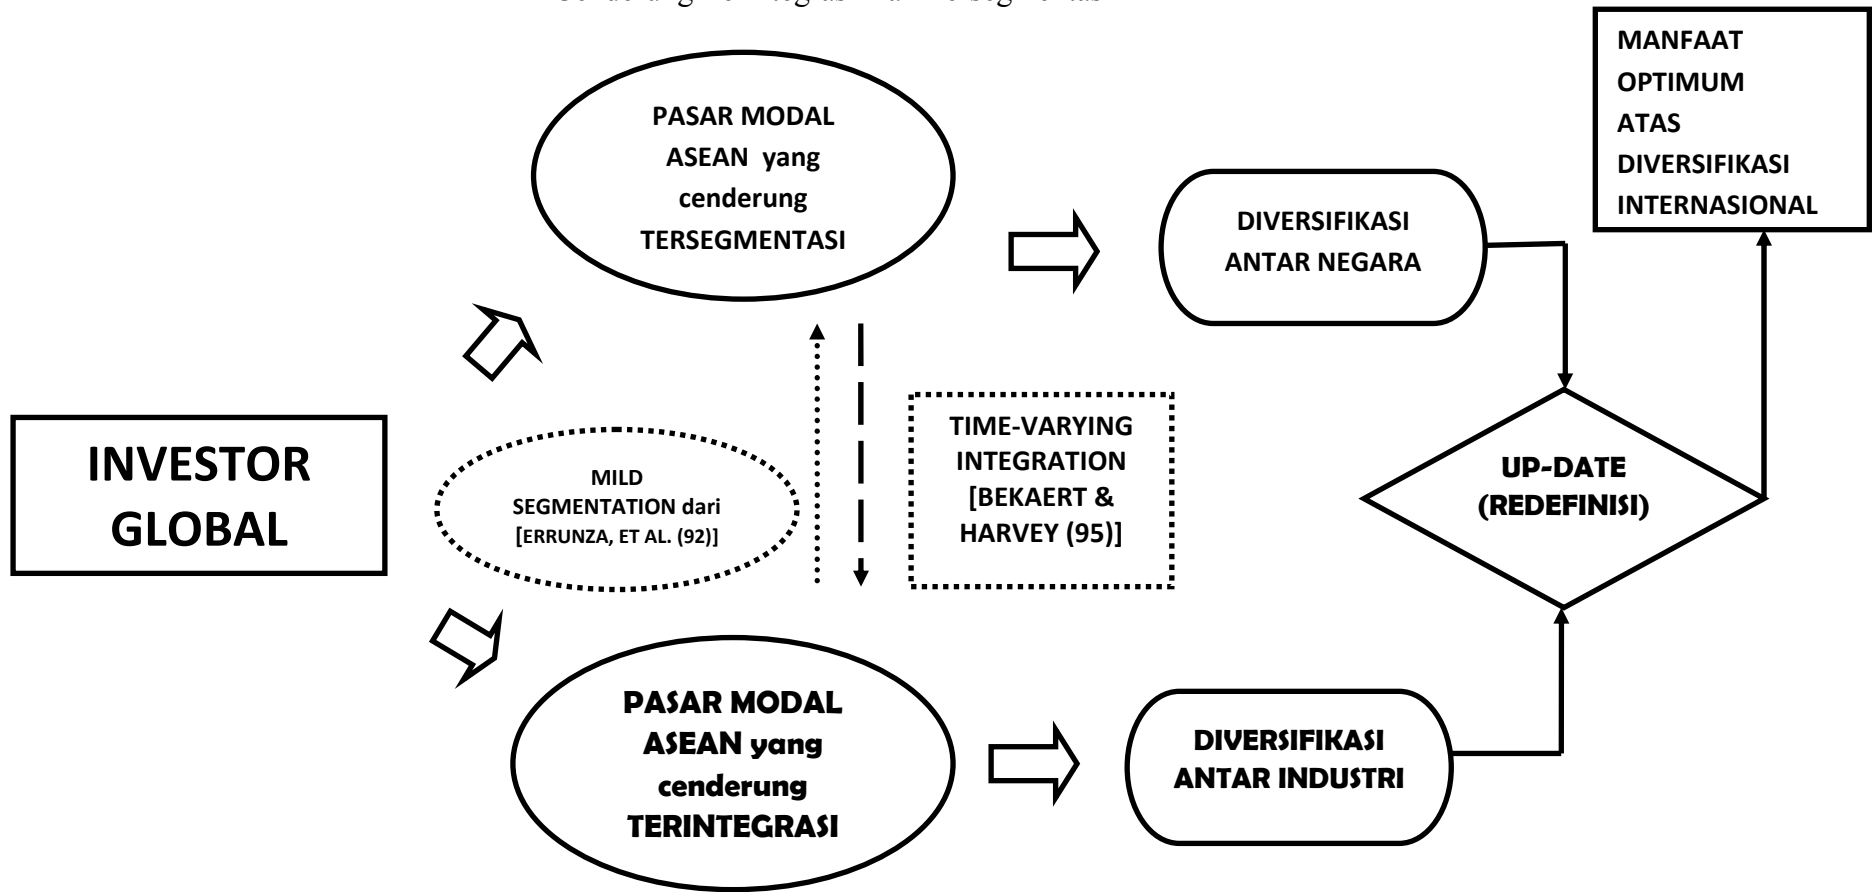 MANFAAT
OPTIMUM
ATAS
DIVERSIFIKASI
INTERNASIONAL
PASAR MODAL
ASEAN yang
cenderung
TERSEGMENTASI
DIVERSIFIKASI
ANTAR NEGARA
INVESTOR
GLOBAL
MILD
SEGMENTATION dari
[ERRUNZA, ET AL. (92)]
TIME-VARYING
INTEGRATION
[BEKAERT &
HARVEY (95)]
UP-DATE
(REDEFINISI)
PASAR MODAL
ASEAN yang
cenderung
TERINTEGRASI
DIVERSIFIKASI
ANTAR INDUSTRI